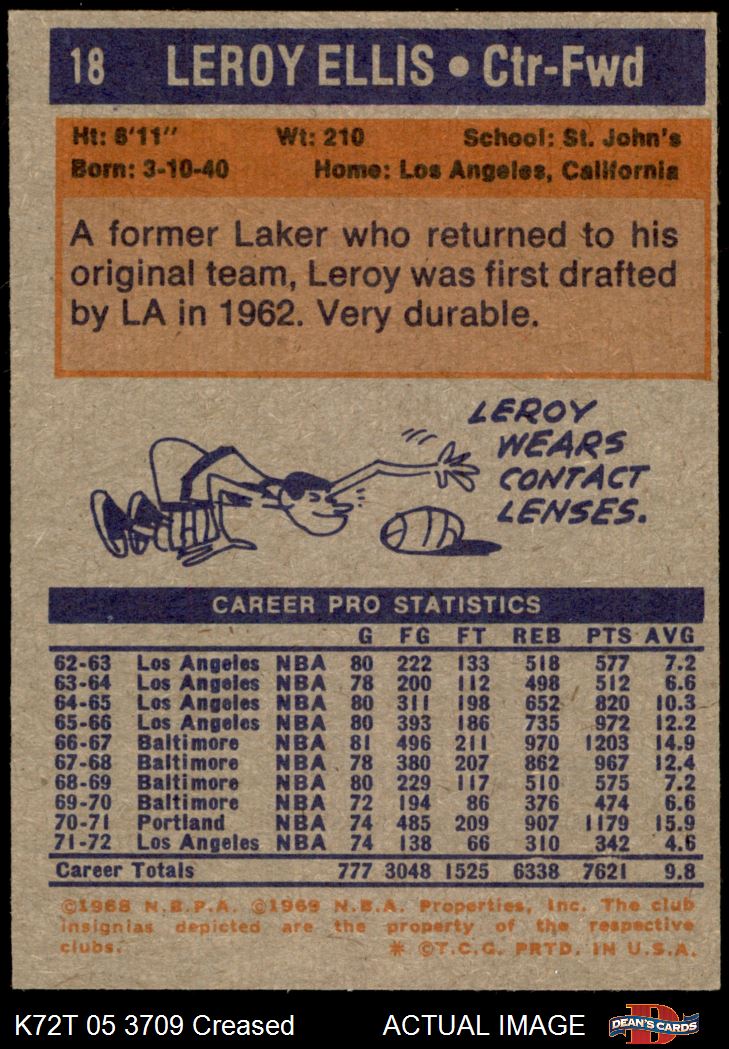 18 LEROY ELLIS • Ctr-Fwd
Ht: 6'11" Wt: 210 School: St. John's
Born: 3-10-40 Home: Los Angeles, California
A former Laker who returned to his
original team, Leroy was first drafted
by LA in 1962. Very durable.
LEROY
WEARS
CONTACT
LENSES.
CAREER PRO STATISTICS
G FG FT REB PTS AVG
62-63 Los Angeles NBA 80 222 133 518 577 7.2
63-64 Los Angeles NBA 78 200 112 498 512 6.6
64-65 Los Angeles NBA 80 311 198 652 820 10.3
65-66 Los Angeles NBA 80 393 186 735 972 12.2
66-67 Baltimore NBA 81 496 211 970 1203 14.9
67-68 Baltimore NBA 78 380 207 862 967 12.4
68-69 Baltimore NBA 80 229 117 510 575 7.2
69-70 Baltimore NBA 72 194 86 376 474 6.6
70-71 Portland NBA 74 485 209 907 1179 15.9
71-72 Los Angeles NBA 74 138 66 310 342 4.6
Career Totals 777 3048 1525 6338 7621 9.8
©1968 N.B.P.A. ©1969 N.B.A. Properties, Inc. The club
insignias depicted are the property of the respective
clubs. * ©T.C.G. PRTD. IN U.S.A.
K72T 05 3709 Creased ACTUAL IMAGE DEAN'S CARDS